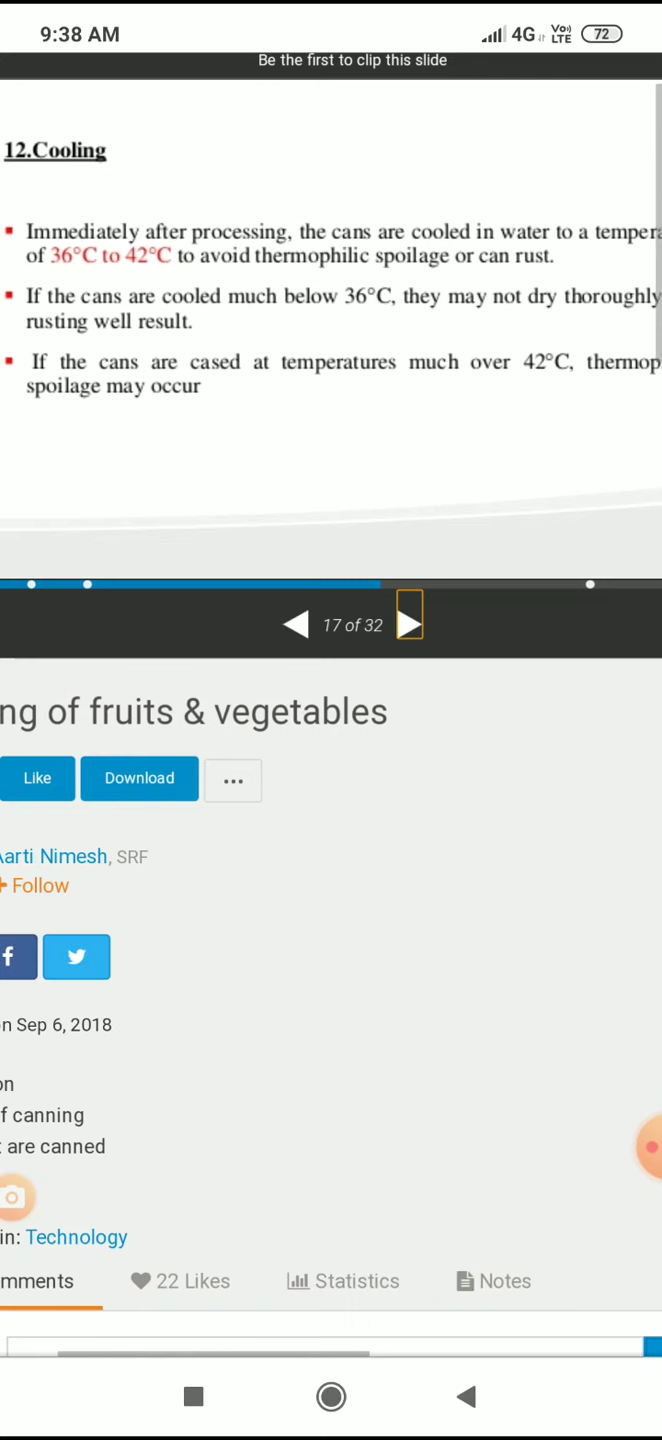 9:38 AM
4G Vo)) LTE 72
Be the first to clip this slide
12.Cooling
▪ Immediately after processing, the cans are cooled in water to a tempera
of 36°C to 42°C to avoid thermophilic spoilage or can rust.
▪ If the cans are cooled much below 36°C, they may not dry thoroughly
rusting well result.
▪ If the cans are cased at temperatures much over 42°C, thermop
spoilage may occur
17 of 32
ng of fruits & vegetables
Like Download ...
Aarti Nimesh, SRF
+ Follow
n Sep 6, 2018
on
f canning
t are canned
in: Technology
mments 22 Likes Statistics Notes